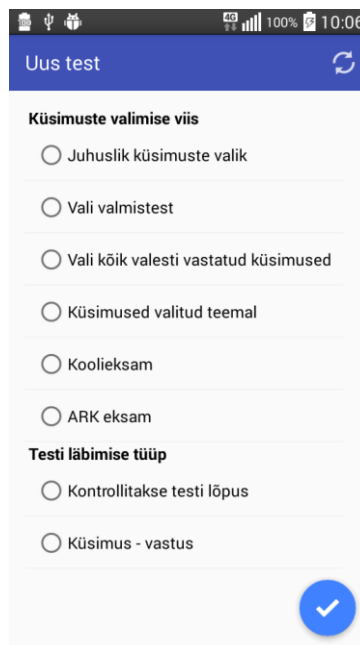 4G 100% 10:06
Uus test
Küsimuste valimise viis
Juhuslik küsimuste valik
Vali valmistest
Vali kõik valesti vastatud küsimused
Küsimused valitud teemal
Koolieksam
ARK eksam
Testi läbimise tüüp
Kontrollitakse testi lõpus
Küsimus - vastus